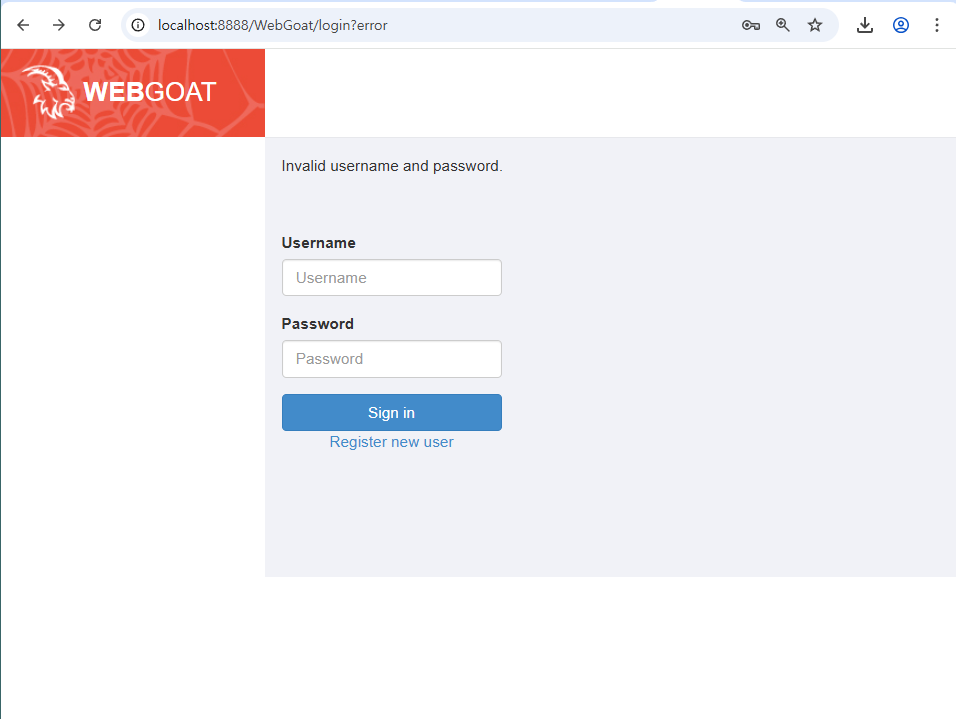 localhost:8888/WebGoat/login?error
WEBGOAT
Invalid username and password.
Username
Username
Password
Password
Sign in
Register new user